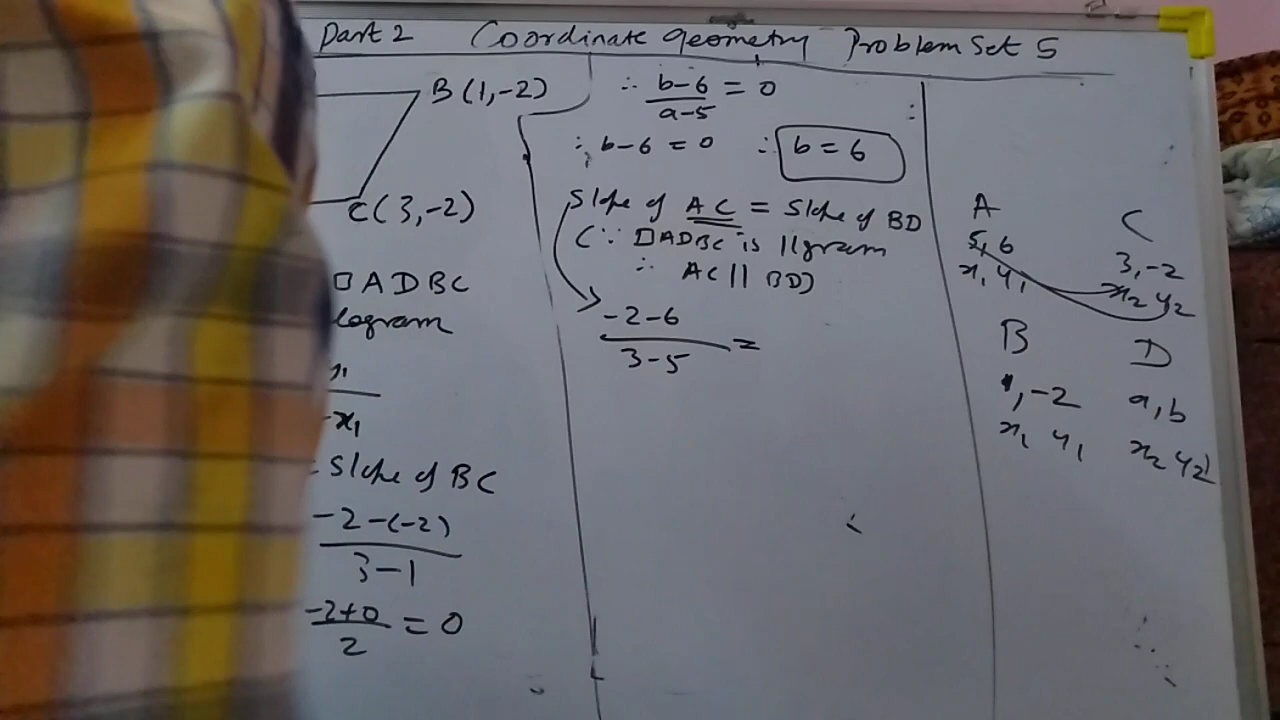 Part 2 Coordinate geometry Problem Set 5
B (1,-2)
C (3,-2)
□ADBC
logram
x₁
= Slope of BC
-2-(-2)
3-1
-2+0 = 0
2
∴ b-6 = 0
a-5
∴ b-6 = 0 ∴ b = 6
Slope of AC = Slope of BD
(∵ □ADBC is ||gram
∴ AC || BD)
-2-6 =
3-5
A C
5, 6 3, -2
x₁ y₁ x₂ y₂
B D
1, -2 a, b
x₁ y₁ x₂ y₂